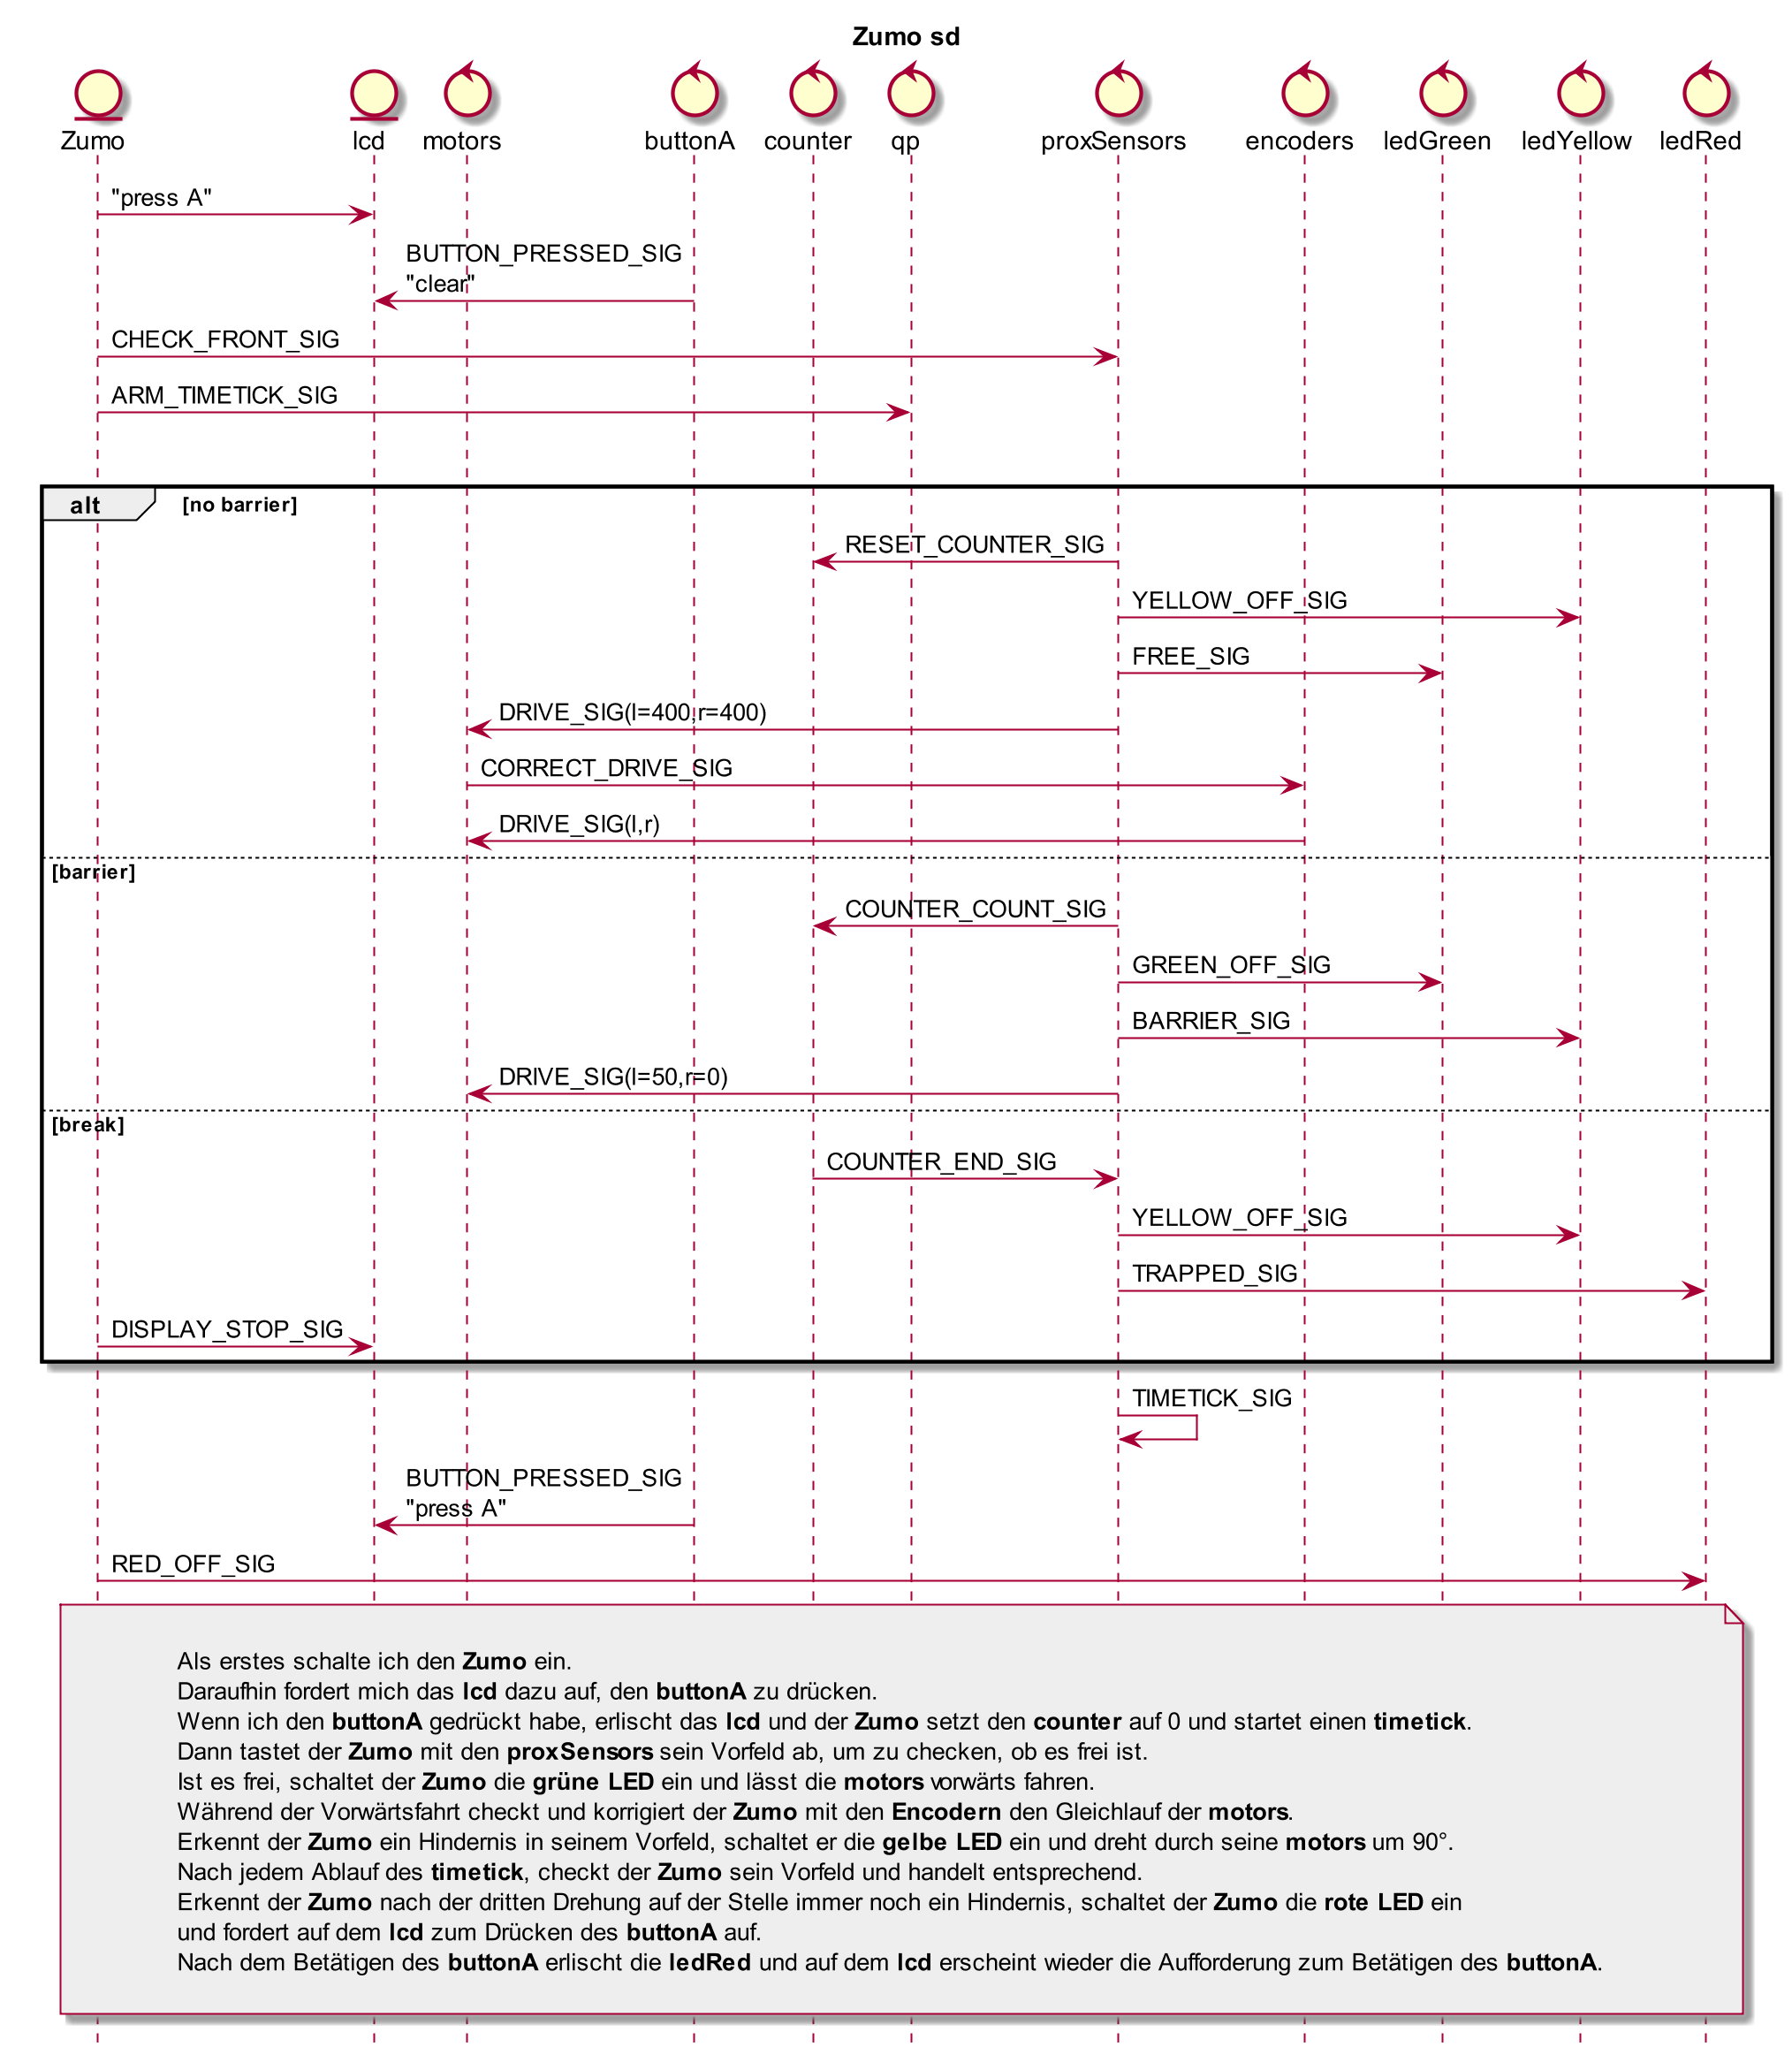 Zumo sd
Zumo lcd motors buttonA counter qp proxSensors encoders ledGreen ledYellow ledRed
"press A"
BUTTON_PRESSED_SIG
"clear"
CHECK_FRONT_SIG
ARM_TIMETICK_SIG
alt [no barrier]
RESET_COUNTER_SIG
YELLOW_OFF_SIG
FREE_SIG
DRIVE_SIG(l=400,r=400)
CORRECT_DRIVE_SIG
DRIVE_SIG(l,r)
[barrier]
COUNTER_COUNT_SIG
GREEN_OFF_SIG
BARRIER_SIG
DRIVE_SIG(l=50,r=0)
[break]
COUNTER_END_SIG
YELLOW_OFF_SIG
TRAPPED_SIG
DISPLAY_STOP_SIG
TIMETICK_SIG
BUTTON_PRESSED_SIG
"press A"
RED_OFF_SIG
Als erstes schalte ich den Zumo ein.
Daraufhin fordert mich das lcd dazu auf, den buttonA zu drücken.
Wenn ich den buttonA gedrückt habe, erlischt das lcd und der Zumo setzt den counter auf 0 und startet einen timetick.
Dann tastet der Zumo mit den proxSensors sein Vorfeld ab, um zu checken, ob es frei ist.
Ist es frei, schaltet der Zumo die grüne LED ein und lässt die motors vorwärts fahren.
Während der Vorwärtsfahrt checkt und korrigiert der Zumo mit den Encodern den Gleichlauf der motors.
Erkennt der Zumo ein Hindernis in seinem Vorfeld, schaltet er die gelbe LED ein und dreht durch seine motors um 90°.
Nach jedem Ablauf des timetick, checkt der Zumo sein Vorfeld und handelt entsprechend.
Erkennt der Zumo nach der dritten Drehung auf der Stelle immer noch ein Hindernis, schaltet der Zumo die rote LED ein
und fordert auf dem lcd zum Drücken des buttonA auf.
Nach dem Betätigen des buttonA erlischt die ledRed und auf dem lcd erscheint wieder die Aufforderung zum Betätigen des buttonA.